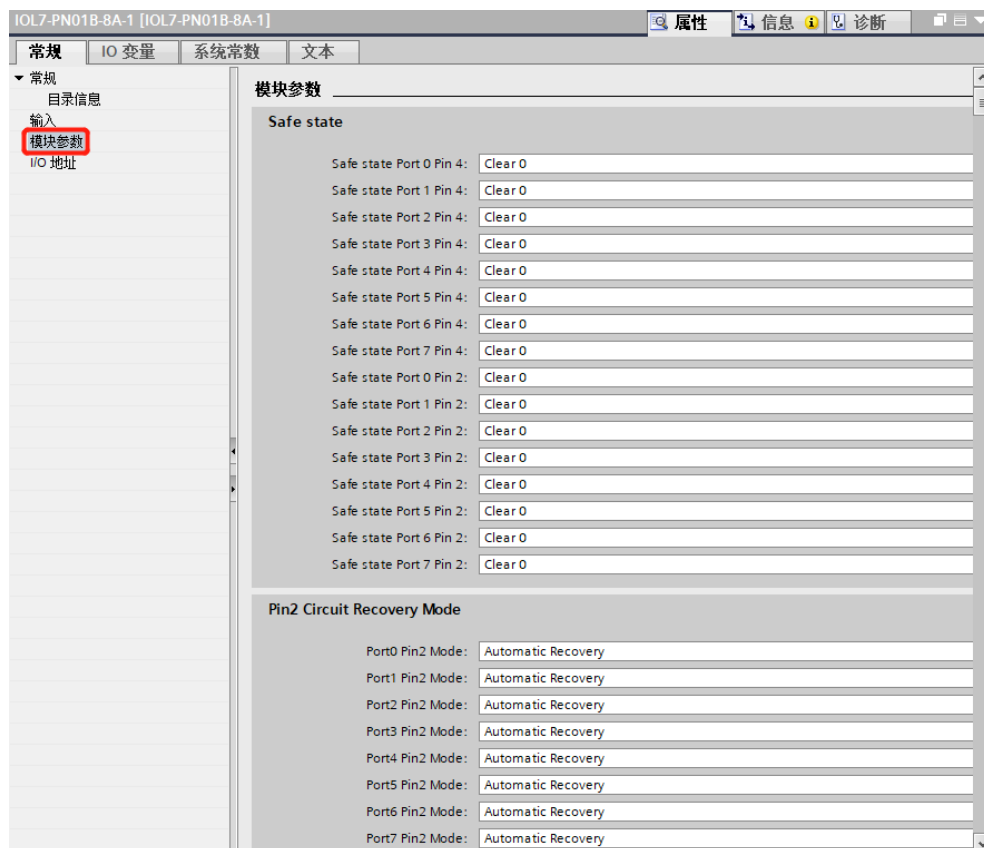 IOL7-PN01B-8A-1 [IOL7-PN01B-8A-1]
属性 信息 诊断
常规 IO 变量 系统常数 文本
常规
目录信息
输入
模块参数
I/O 地址
模块参数
Safe state
Safe state Port 0 Pin 4: Clear 0
Safe state Port 1 Pin 4: Clear 0
Safe state Port 2 Pin 4: Clear 0
Safe state Port 3 Pin 4: Clear 0
Safe state Port 4 Pin 4: Clear 0
Safe state Port 5 Pin 4: Clear 0
Safe state Port 6 Pin 4: Clear 0
Safe state Port 7 Pin 4: Clear 0
Safe state Port 0 Pin 2: Clear 0
Safe state Port 1 Pin 2: Clear 0
Safe state Port 2 Pin 2: Clear 0
Safe state Port 3 Pin 2: Clear 0
Safe state Port 4 Pin 2: Clear 0
Safe state Port 5 Pin 2: Clear 0
Safe state Port 6 Pin 2: Clear 0
Safe state Port 7 Pin 2: Clear 0
Pin2 Circuit Recovery Mode
Port0 Pin2 Mode: Automatic Recovery
Port1 Pin2 Mode: Automatic Recovery
Port2 Pin2 Mode: Automatic Recovery
Port3 Pin2 Mode: Automatic Recovery
Port4 Pin2 Mode: Automatic Recovery
Port5 Pin2 Mode: Automatic Recovery
Port6 Pin2 Mode: Automatic Recovery
Port7 Pin2 Mode: Automatic Recovery